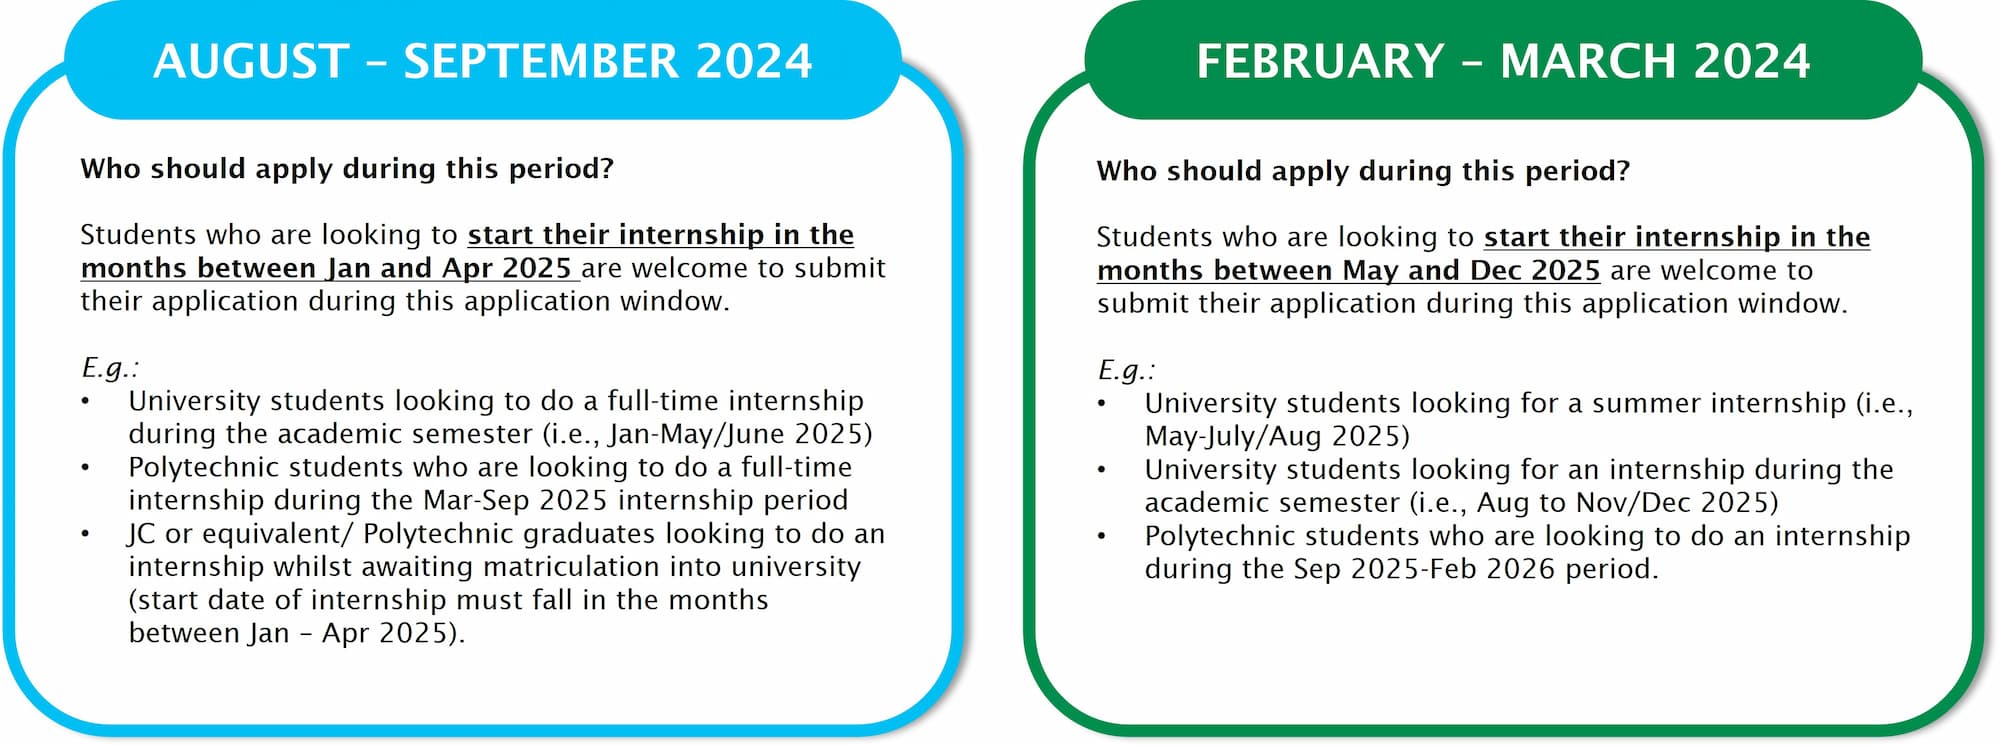 AUGUST – SEPTEMBER 2024
Who should apply during this period?
Students who are looking to start their internship in the
months between Jan and Apr 2025 are welcome to submit
their application during this application window.
E.g.:
• University students looking to do a full-time internship
during the academic semester (i.e., Jan-May/June 2025)
• Polytechnic students who are looking to do a full-time
internship during the Mar-Sep 2025 internship period
• JC or equivalent/ Polytechnic graduates looking to do an
internship whilst awaiting matriculation into university
(start date of internship must fall in the months
between Jan – Apr 2025).
FEBRUARY – MARCH 2024
Who should apply during this period?
Students who are looking to start their internship in the
months between May and Dec 2025 are welcome to
submit their application during this application window.
E.g.:
• University students looking for a summer internship (i.e.,
May-July/Aug 2025)
• University students looking for an internship during the
academic semester (i.e., Aug to Nov/Dec 2025)
• Polytechnic students who are looking to do an internship
during the Sep 2025-Feb 2026 period.